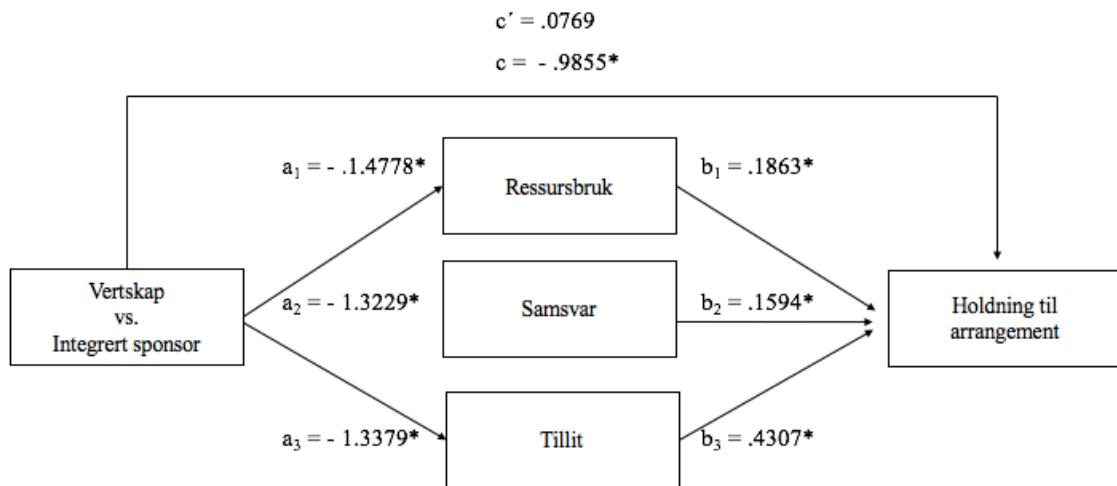 c´ = .0769
c = - .9855*
a₁ = - .1.4778*
Ressursbruk
b₁ = .1863*
Vertskap
vs.
Integrert sponsor
a₂ = - 1.3229*
Samsvar
b₂ = .1594*
Holdning til
arrangement
a₃ = - 1.3379*
Tillit
b₃ = .4307*